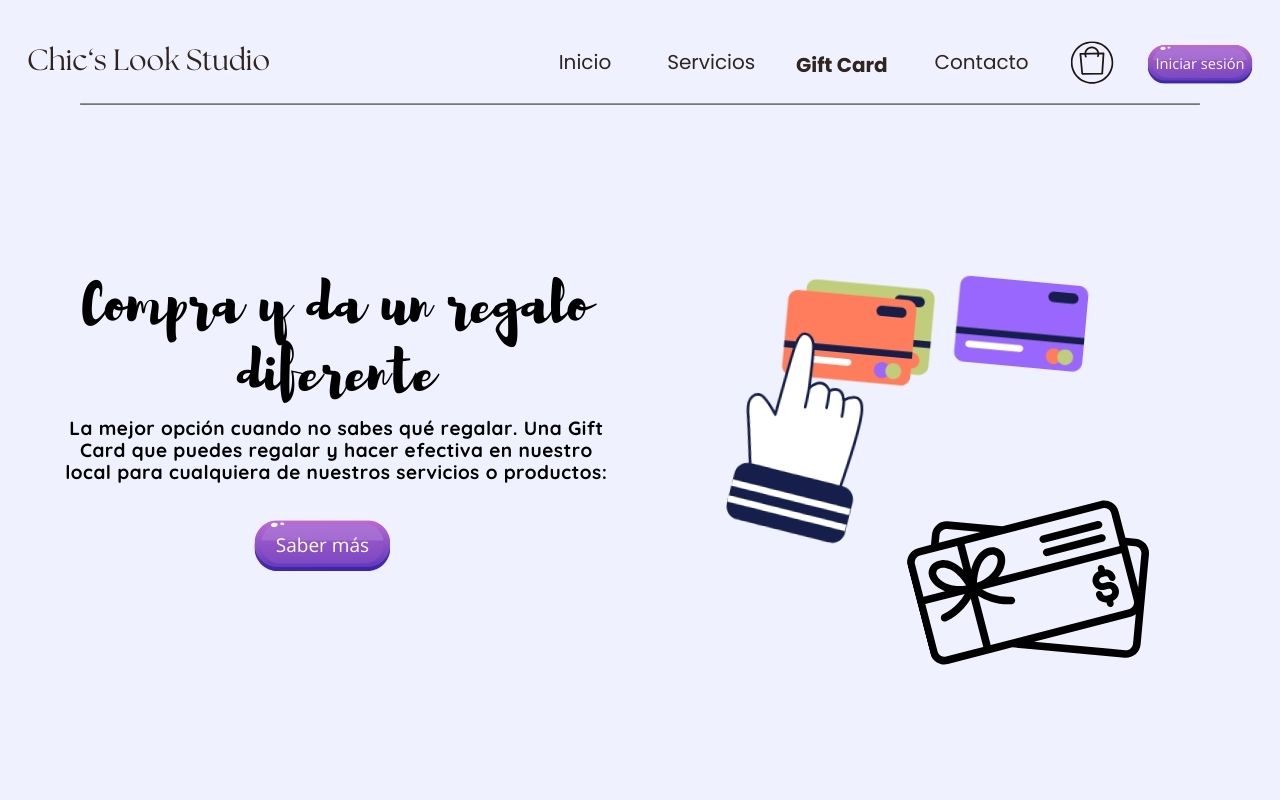 Chic‘s Look Studio
Inicio
Servicios
Gift Card
Contacto
Iniciar sesión
Compra y da un regalo
diferente
La mejor opción cuando no sabes qué regalar. Una Gift
Card que puedes regalar y hacer efectiva en nuestro
local para cualquiera de nuestros servicios o productos:
Saber más
$